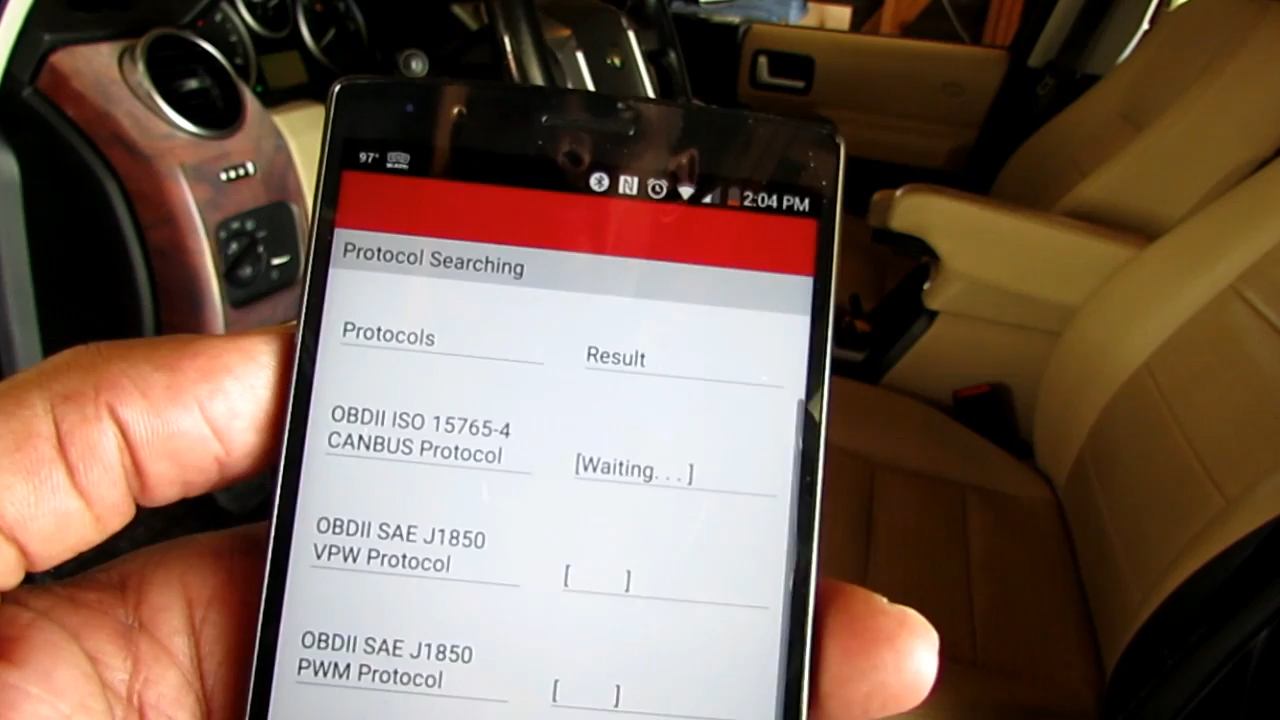 97°
2:04 PM
Protocol Searching
Protocols
Result
OBDII ISO 15765-4
CANBUS Protocol
[Waiting. . . ]
OBDII SAE J1850
VPW Protocol
[ ]
OBDII SAE J1850
PWM Protocol
[ ]